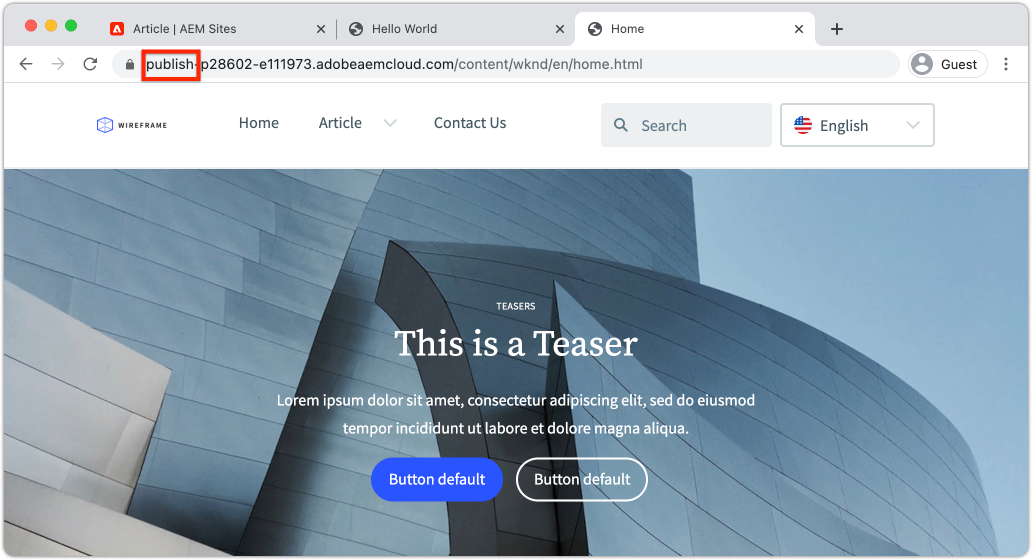 Article | AEM Sites
Hello World
Home
publish-p28602-e111973.adobeaemcloud.com/content/wknd/en/home.html
Guest
WIREFRAME
Home
Article
Contact Us
Search
English
TEASERS
This is a Teaser
Lorem ipsum dolor sit amet, consectetur adipiscing elit, sed do eiusmod
tempor incididunt ut labore et dolore magna aliqua.
Button default
Button default